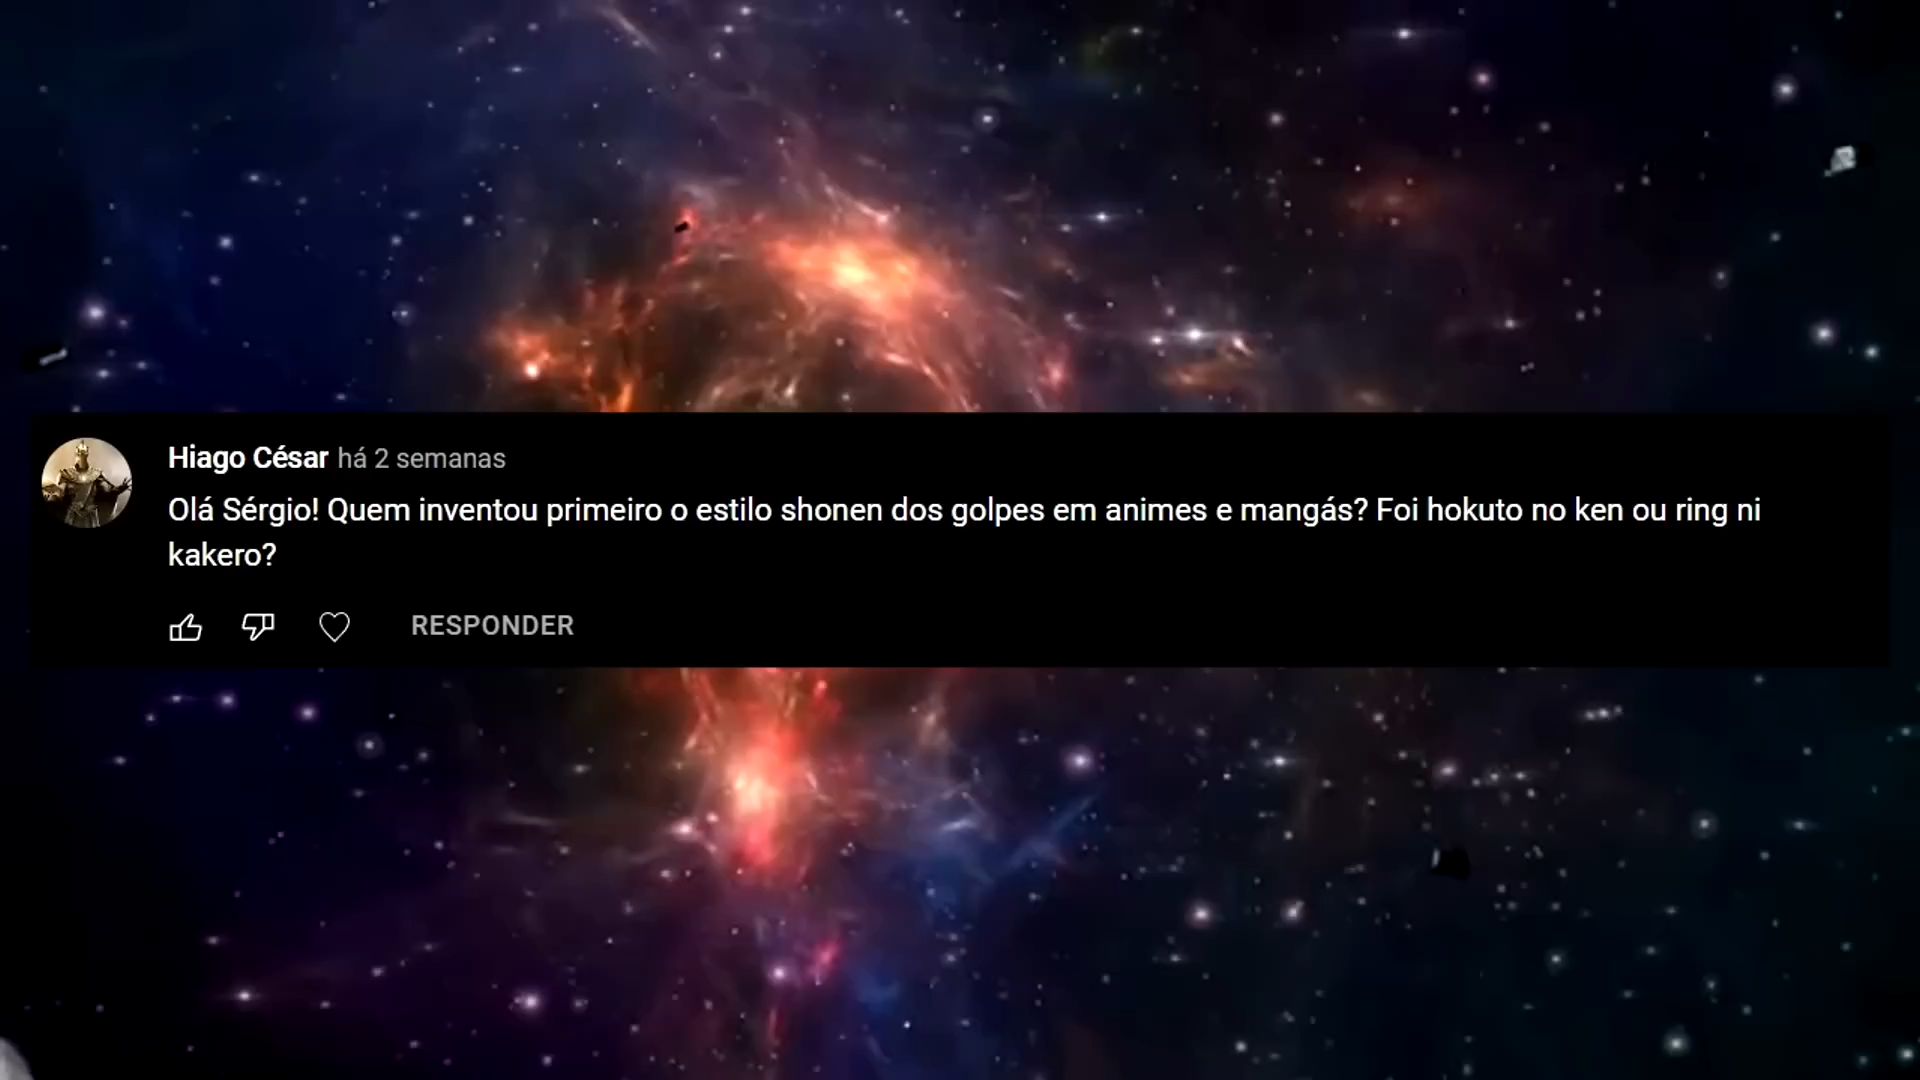 Hiago César há 2 semanas
Olá Sérgio! Quem inventou primeiro o estilo shonen dos golpes em animes e mangás? Foi hokuto no ken ou ring ni
kakero?
RESPONDER